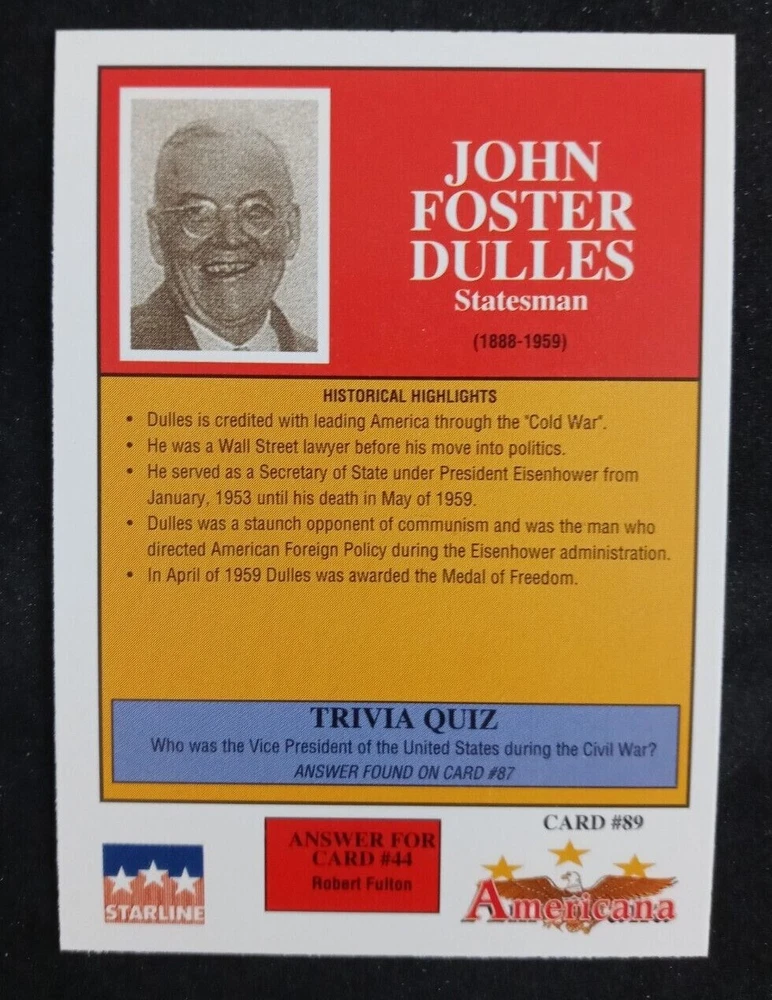 JOHN
FOSTER
DULLES
Statesman
(1888-1959)
HISTORICAL HIGHLIGHTS
• Dulles is credited with leading America through the "Cold War".
• He was a Wall Street lawyer before his move into politics.
• He served as a Secretary of State under President Eisenhower from
January, 1953 until his death in May of 1959.
• Dulles was a staunch opponent of communism and was the man who
directed American Foreign Policy during the Eisenhower administration.
• In April of 1959 Dulles was awarded the Medal of Freedom.
TRIVIA QUIZ
Who was the Vice President of the United States during the Civil War?
ANSWER FOUND ON CARD #87
STARLINE
ANSWER FOR
CARD #44
Robert Fulton
CARD #89
Americana